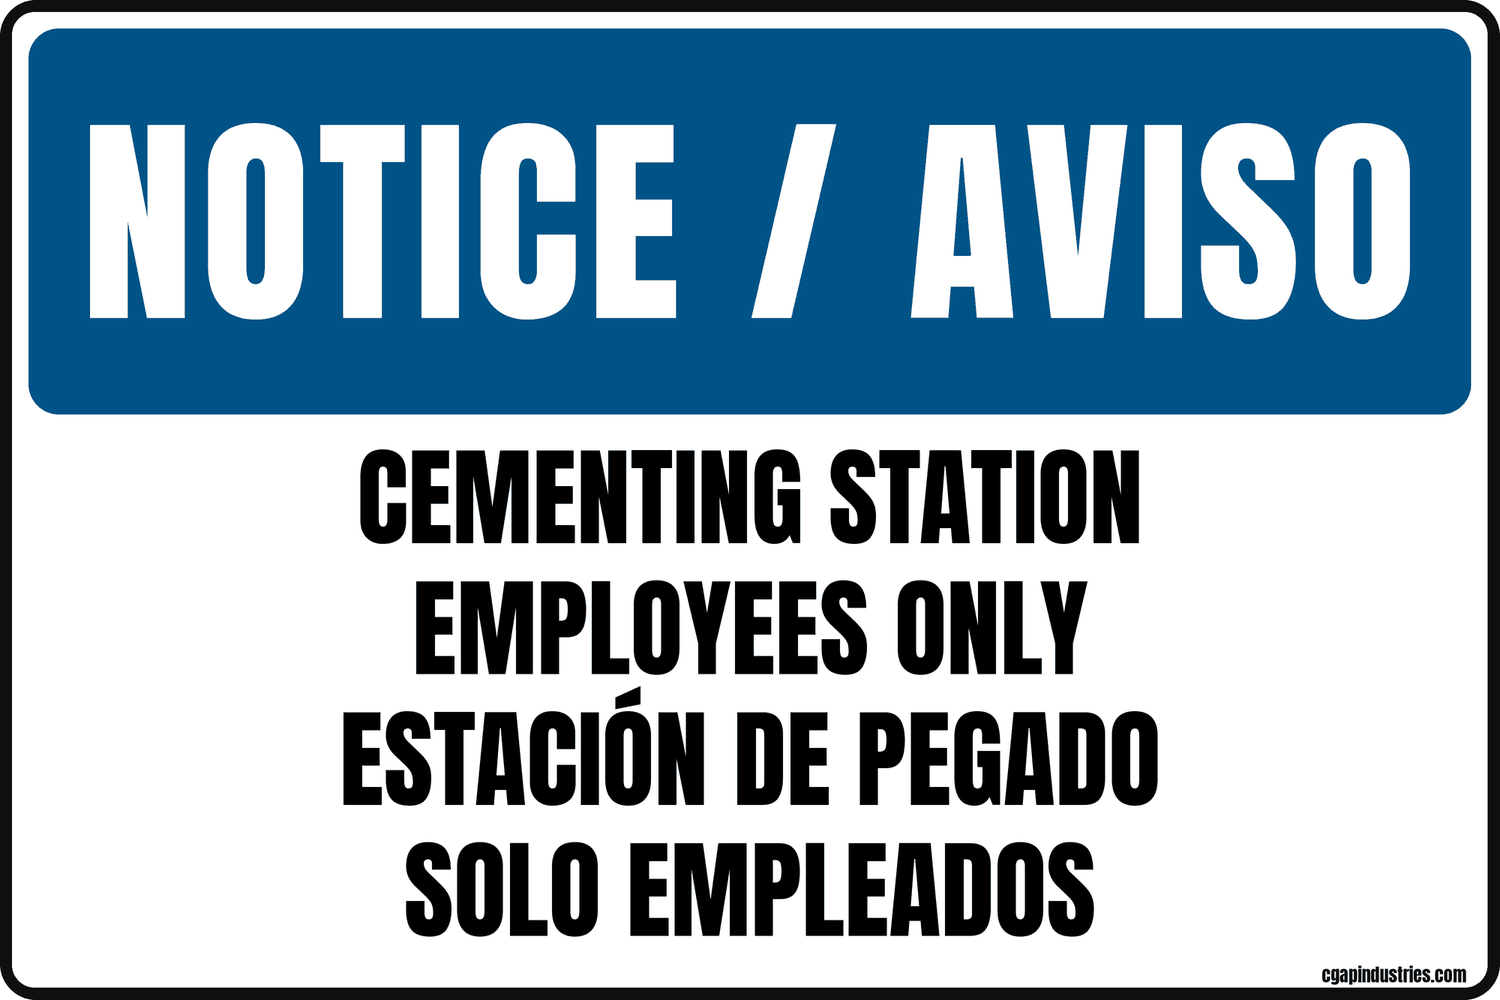 NOTICE / AVISO
CEMENTING STATION
EMPLOYEES ONLY
ESTACIÓN DE PEGADO
SOLO EMPLEADOS
cgapindustries.com